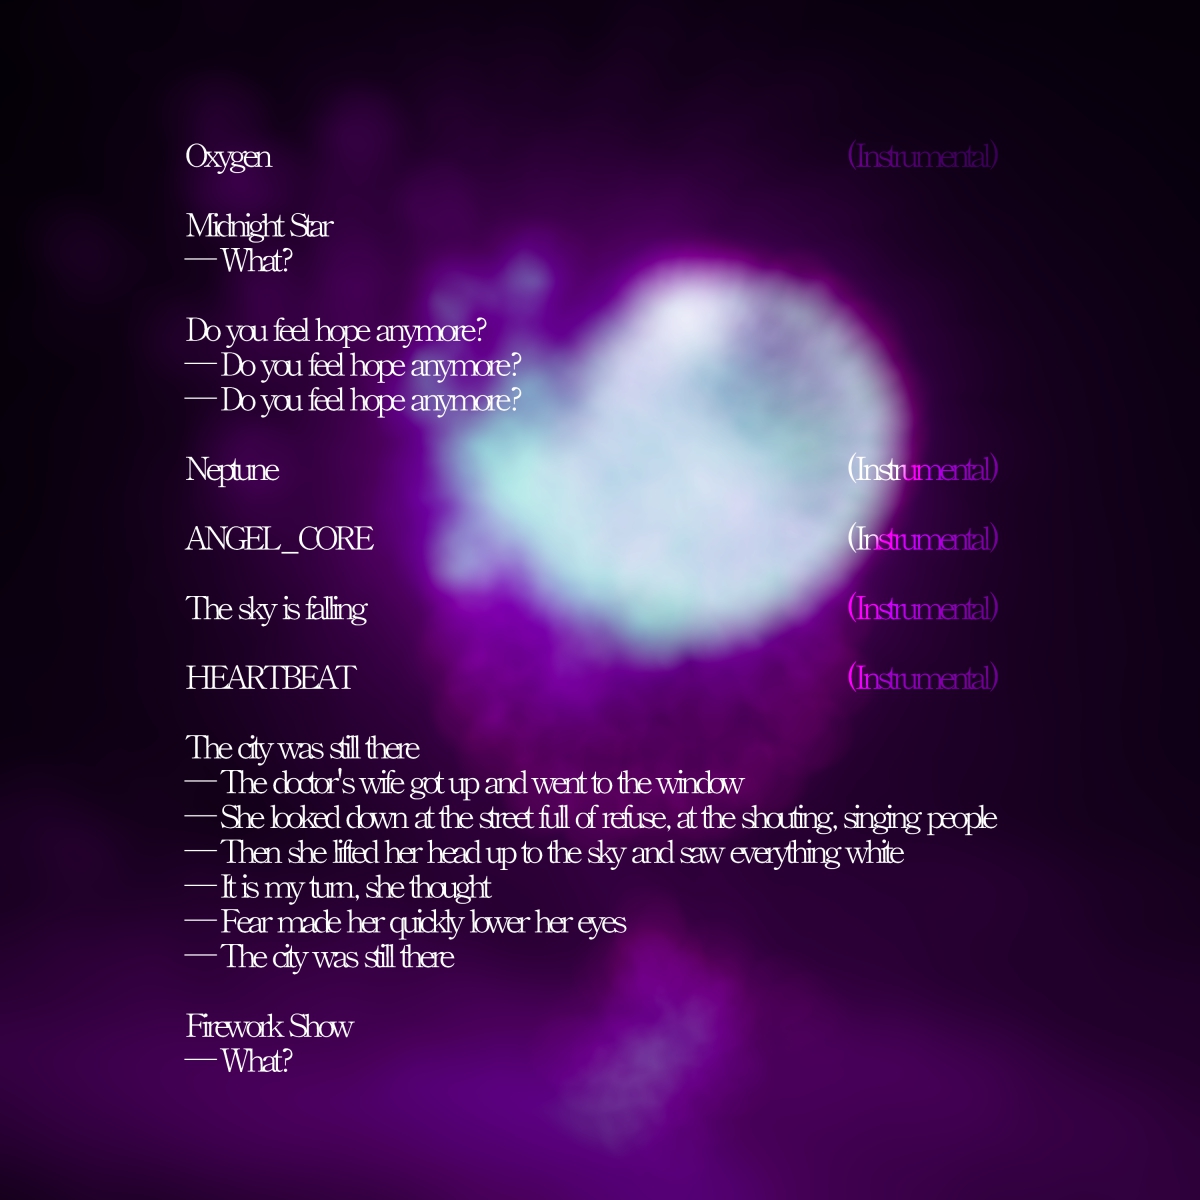 Oxygen (Instrumental)
Midnight Star
— What?
Do you feel hope anymore?
— Do you feel hope anymore?
— Do you feel hope anymore?
Neptune (Instrumental)
ANGEL_CORE (Instrumental)
The sky is falling (Instrumental)
HEARTBEAT (Instrumental)
The city was still there
— The doctor's wife got up and went to the window
— She looked down at the street full of refuse, at the shouting, singing people
— Then she lifted her head up to the sky and saw everything white
— It is my turn, she thought
— Fear made her quickly lower her eyes
— The city was still there
Firework Show
— What?